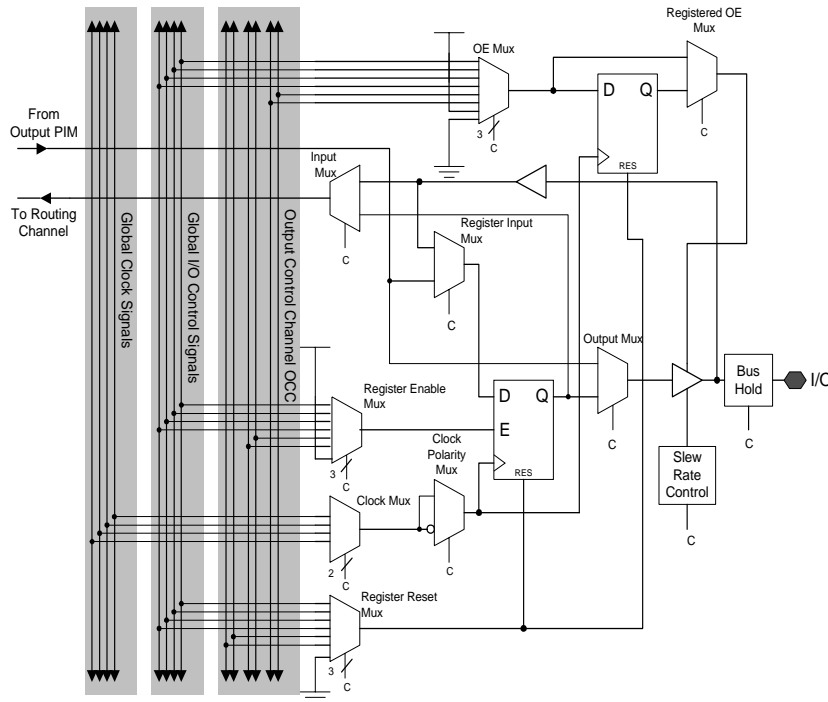 Registered OE
Mux
OE Mux
D Q
RES
3
C
C
From
Output PIM
Input
Mux
To Routing
Channel
C
Register Input
Mux
C
Global Clock Signals
Global I/O Control Signals
Output Control Channel OCC
Output Mux
C
Bus
Hold
I/O
C
Register Enable
Mux
3
C
D Q
E
RES
Clock
Polarity
Mux
C
Slew
Rate
Control
C
Clock Mux
2
C
Register Reset
Mux
3
C